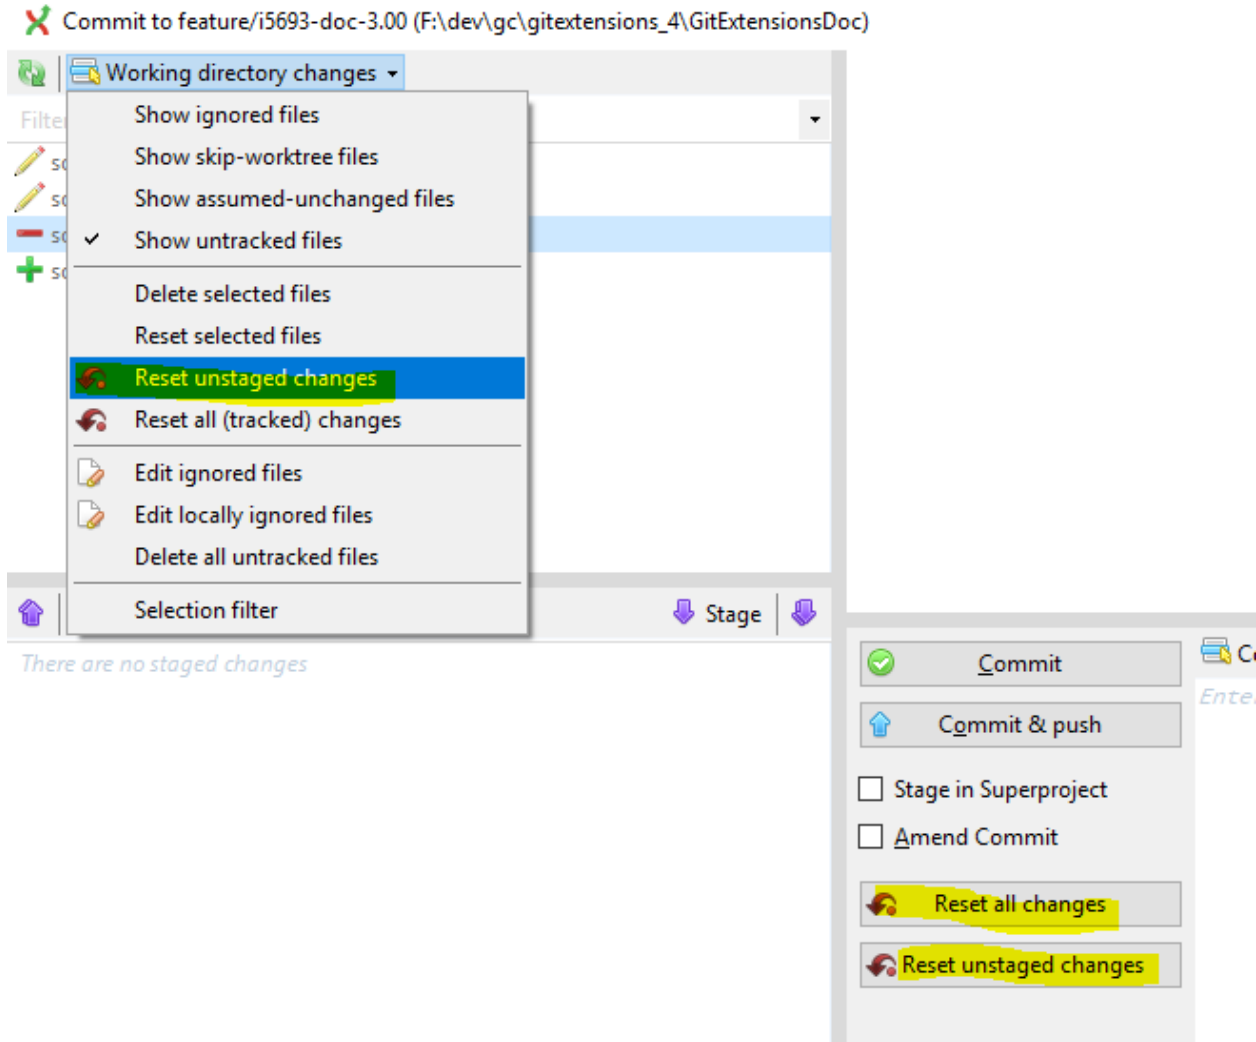 Commit to feature/i5693-doc-3.00 (F:\dev\gc\gitextensions_4\GitExtensionsDoc)
Working directory changes
Show ignored files
Show skip-worktree files
Show assumed-unchanged files
Show untracked files
Delete selected files
Reset selected files
Reset unstaged changes
Reset all (tracked) changes
Edit ignored files
Edit locally ignored files
Delete all untracked files
Selection filter
Stage
There are no staged changes
Commit
Commit & push
Stage in Superproject
Amend Commit
Reset all changes
Reset unstaged changes